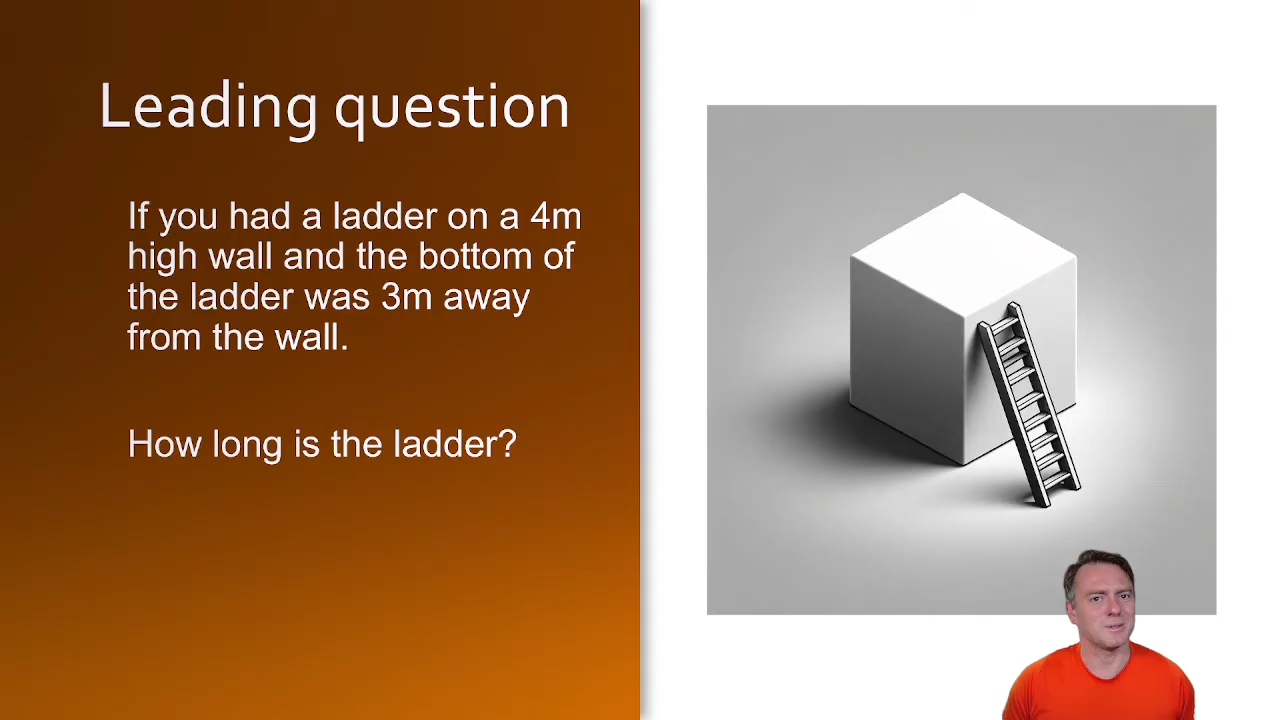 Leading question
If you had a ladder on a 4m
high wall and the bottom of
the ladder was 3m away
from the wall.
How long is the ladder?